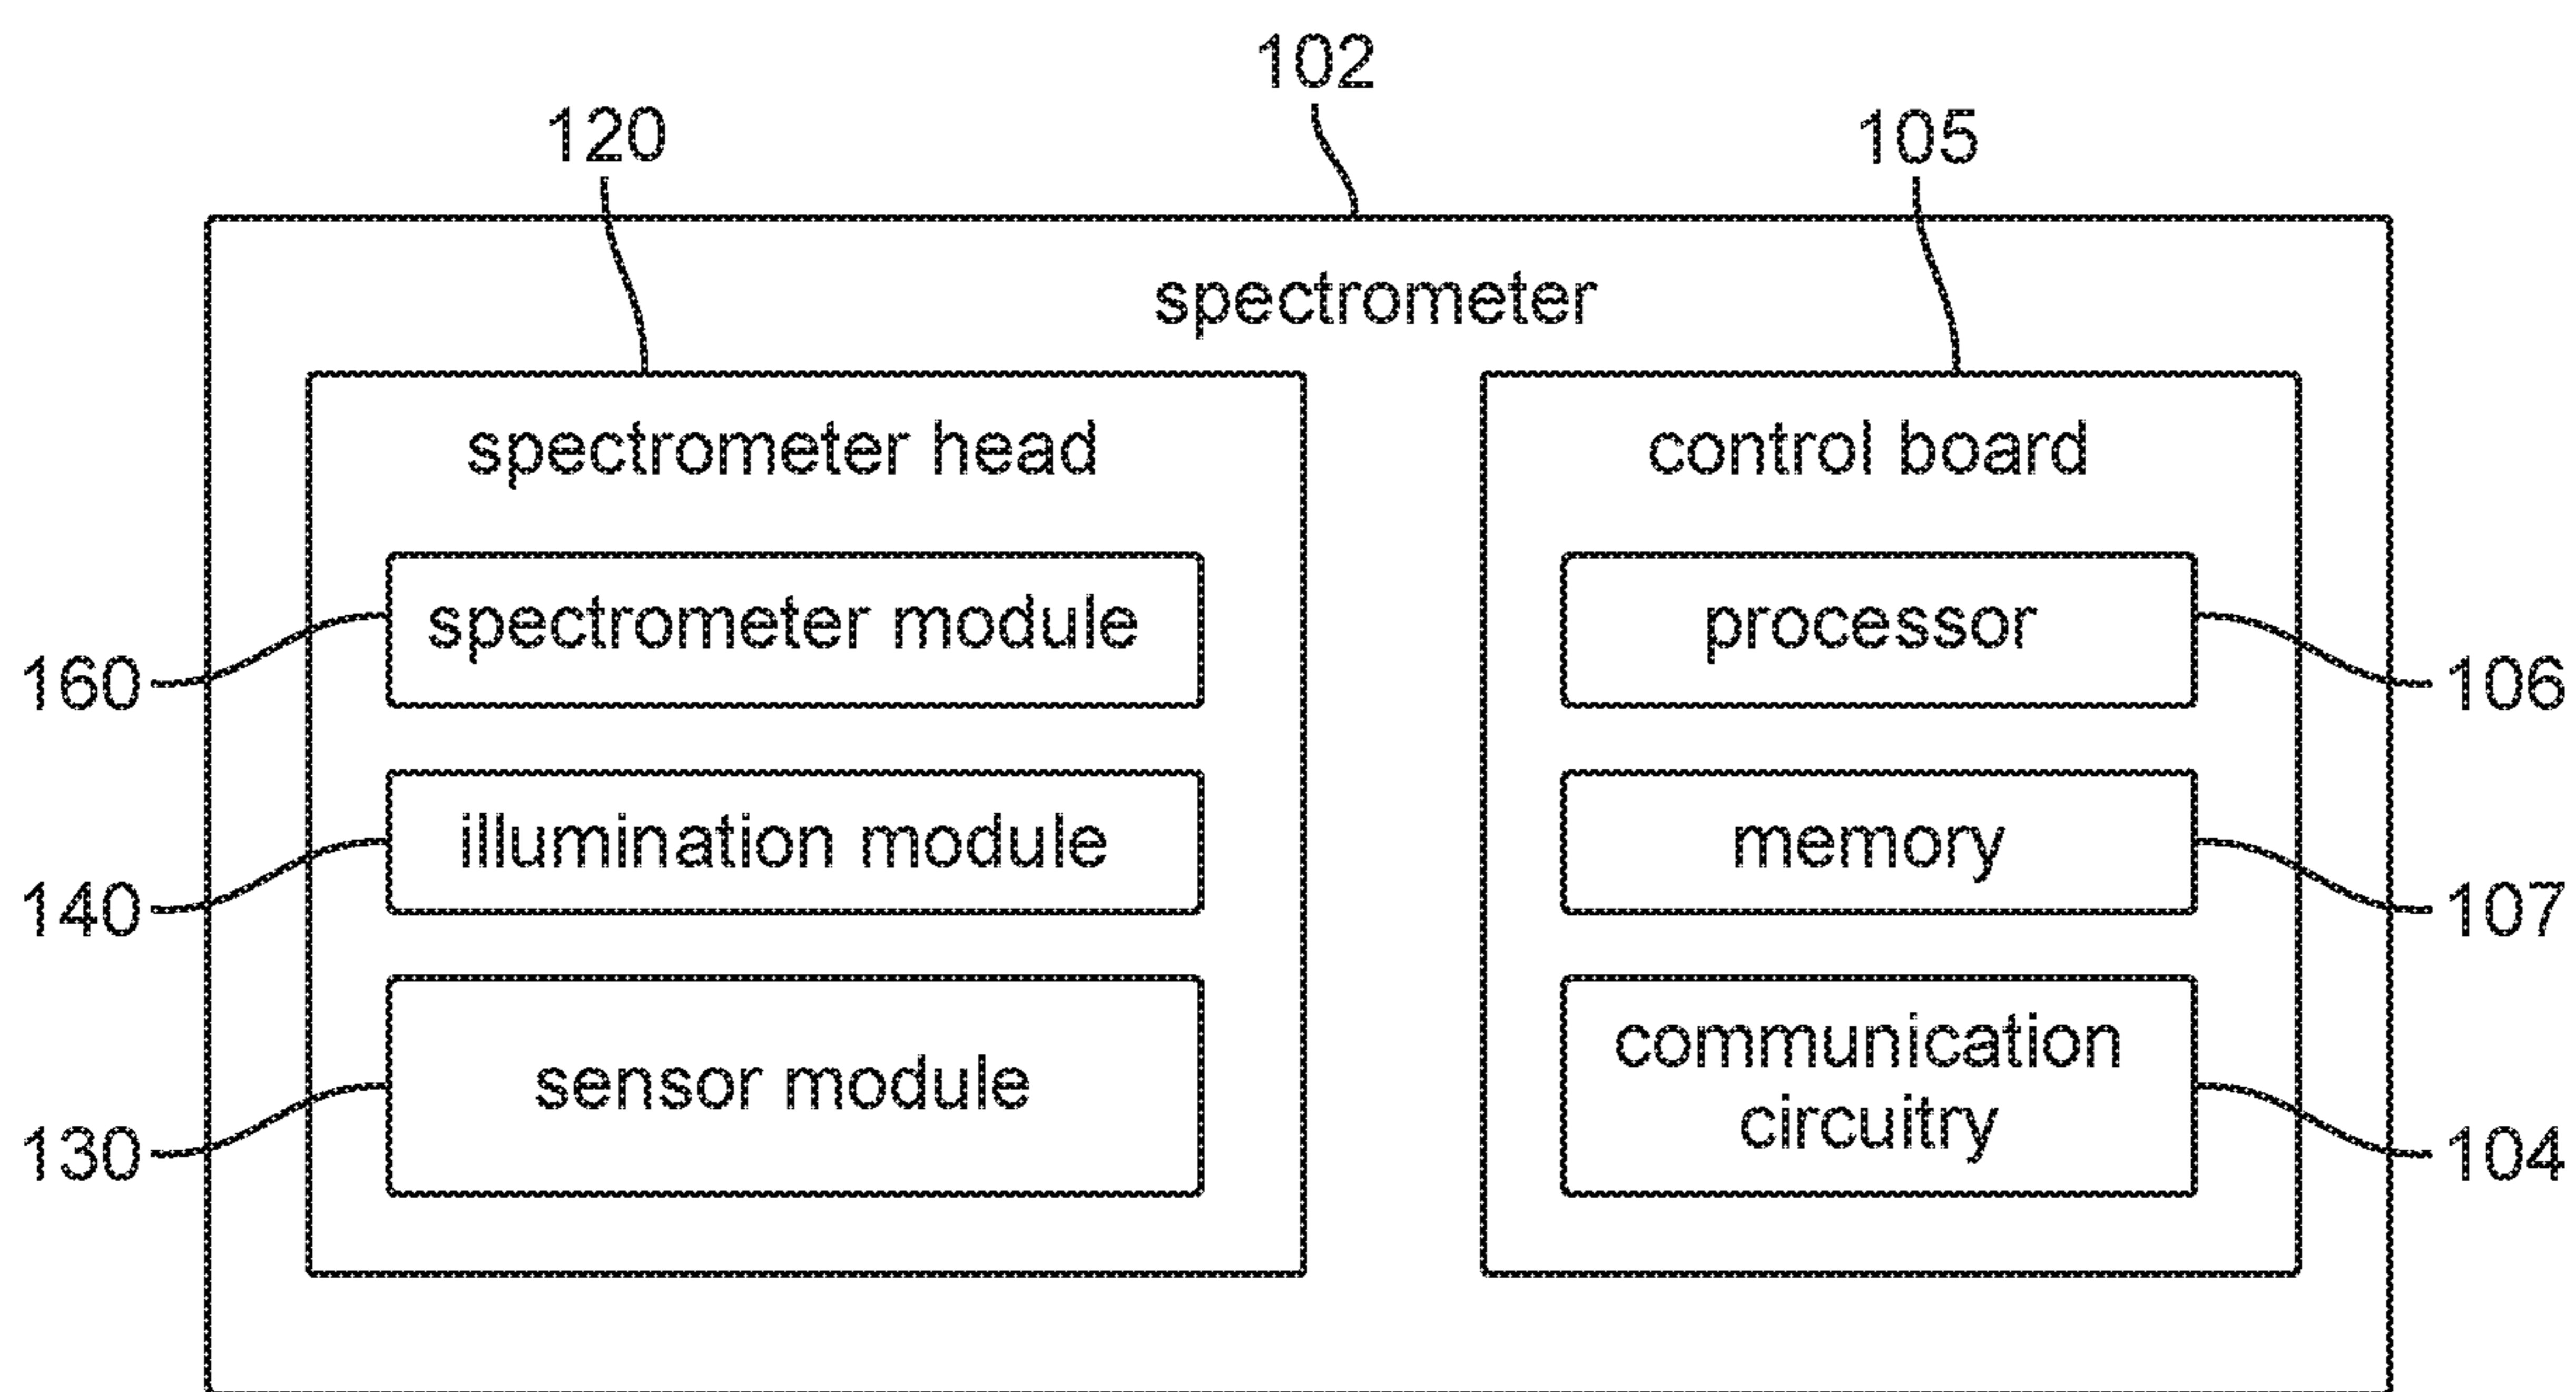 102
120
105
spectrometer
spectrometer head
control board
spectrometer module
processor
160
106
illumination module
memory
140
107
sensor module
communication
circuitry
130
104